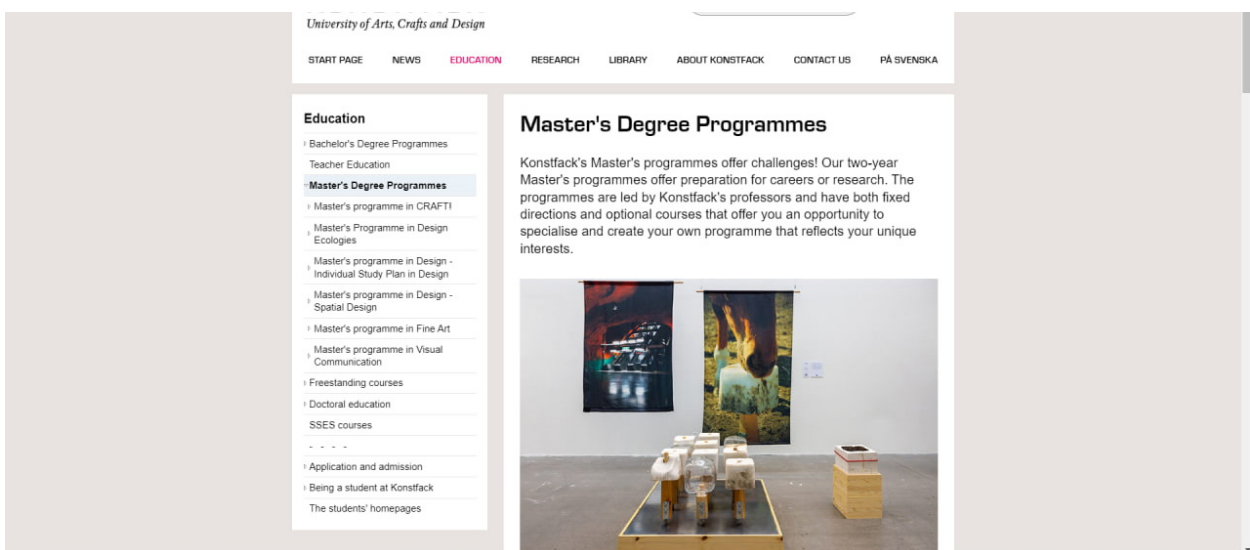 University of Arts, Crafts and Design
START PAGE NEWS EDUCATION RESEARCH LIBRARY ABOUT KONSTFACK CONTACT US PÅ SVENSKA
Education
Bachelor's Degree Programmes
Teacher Education
Master's Degree Programmes
Master's programme in CRAFT!
Master's Programme in Design
Ecologies
Master's programme in Design -
Individual Study Plan in Design
Master's programme in Design -
Spatial Design
Master's programme in Fine Art
Master's programme in Visual
Communication
Freestanding courses
Doctoral education
SSES courses
- - - -
Application and admission
Being a student at Konstfack
The students' homepages
Master's Degree Programmes
Konstfack's Master's programmes offer challenges! Our two-year
Master's programmes offer preparation for careers or research. The
programmes are led by Konstfack's professors and have both fixed
directions and optional courses that offer you an opportunity to
specialise and create your own programme that reflects your unique
interests.